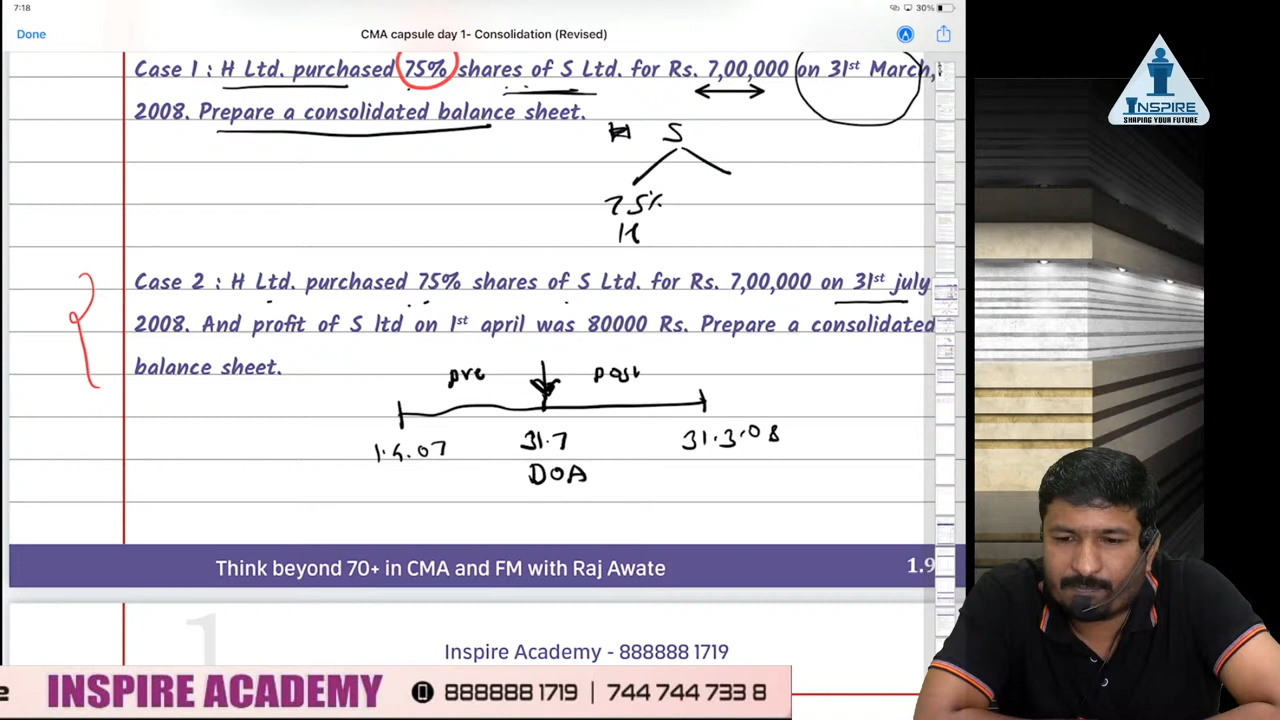 7:18
30%
Done
CMA capsule day 1- Consolidation (Revised)
Case 1 : H Ltd. purchased 75% shares of S Ltd. for Rs. 7,00,000 on 31st March,
2008. Prepare a consolidated balance sheet.
S
75%
H
Case 2 : H Ltd. purchased 75% shares of S Ltd. for Rs. 7,00,000 on 31st july
2008. And profit of S ltd on 1st april was 80000 Rs. Prepare a consolidated
balance sheet.
pre
post
1.4.07
31.7
31.3.08
DOA
Think beyond 70+ in CMA and FM with Raj Awate
1.9
1
Inspire Academy - 888888 1719
INSPIRE ACADEMY 888888 1719 | 744 744 733 8
INSPIRE
SHAPING YOUR FUTURE